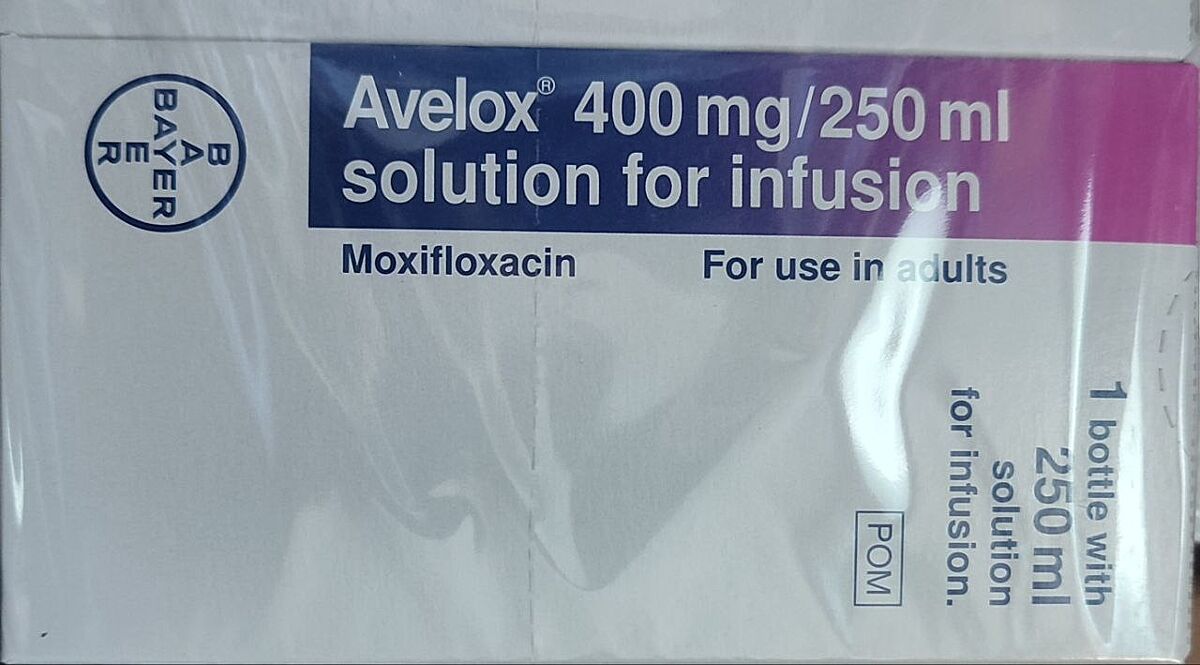 BAYER
BAYER
Avelox® 400 mg/250 ml
solution for infusion
Moxifloxacin
For use in adults
1 bottle with
250 ml
solution
for infusion.
POM